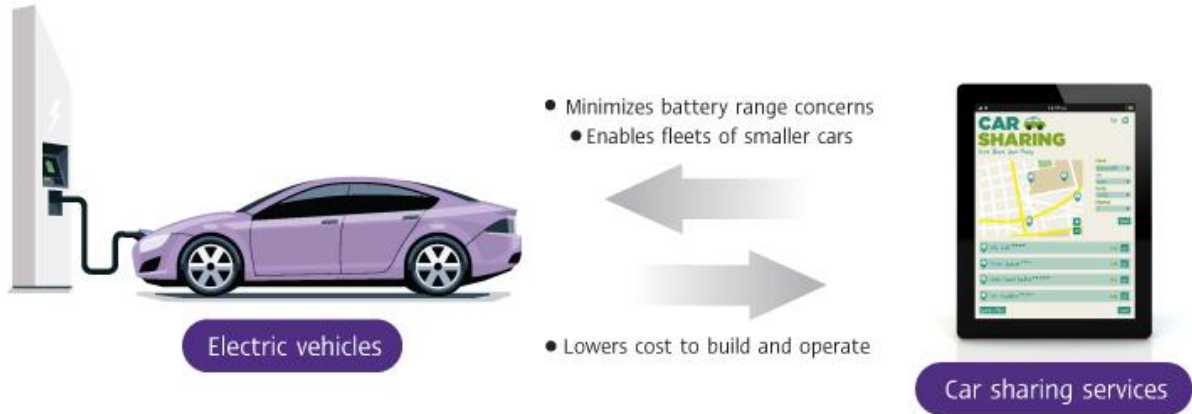 Minimizes battery range concerns
Enables fleets of smaller cars
CAR
SHARING
Electric vehicles
Lowers cost to build and operate
Car sharing services